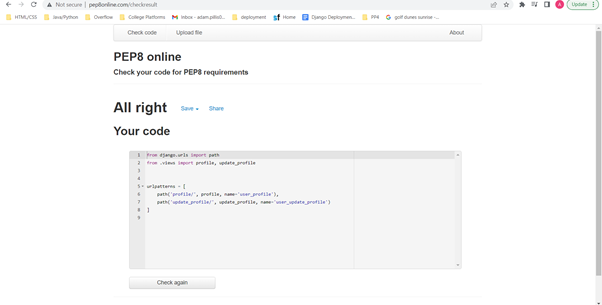 Not secure | pep8online.com/checkresult
Update
HTML/CSS Java/Python Overflow College Platforms Inbox - adam.pillis0... deployment Home Django Deploymen... PP4 golf dunes sunrise -...
Check code Upload file About
PEP8 online
Check your code for PEP8 requirements
All right Save Share
Your code
1 from django.urls import path
2 from .views import profile, update_profile
3
4
5 urlpatterns = [
6 path('profile/', profile, name='user_profile'),
7 path('update_profile/', update_profile, name='user_update_profile')
8 ]
9
Check again